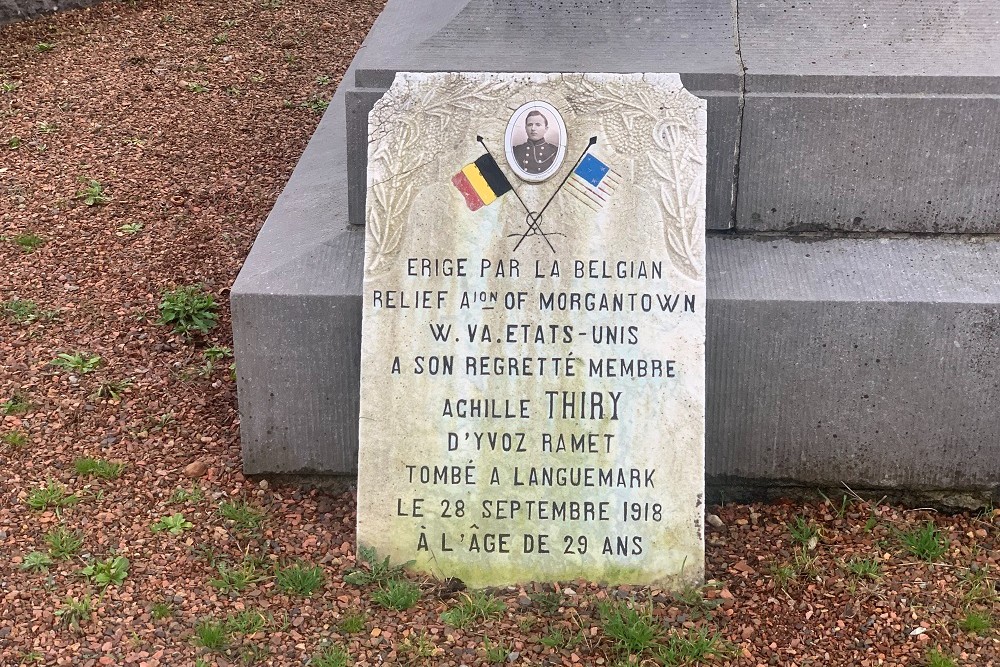 ERIGE PAR LA BELGIAN
RELIEF Aᴵᴼᴺ OF MORGANTOWN
W.VA.ETATS-UNIS
A SON REGRETTÉ MEMBRE
ACHILLE THIRY
D'YVOZ RAMET
TOMBÉ A LANGUEMARK
LE 28 SEPTEMBRE 1918
À L'ÂGE DE 29 ANS